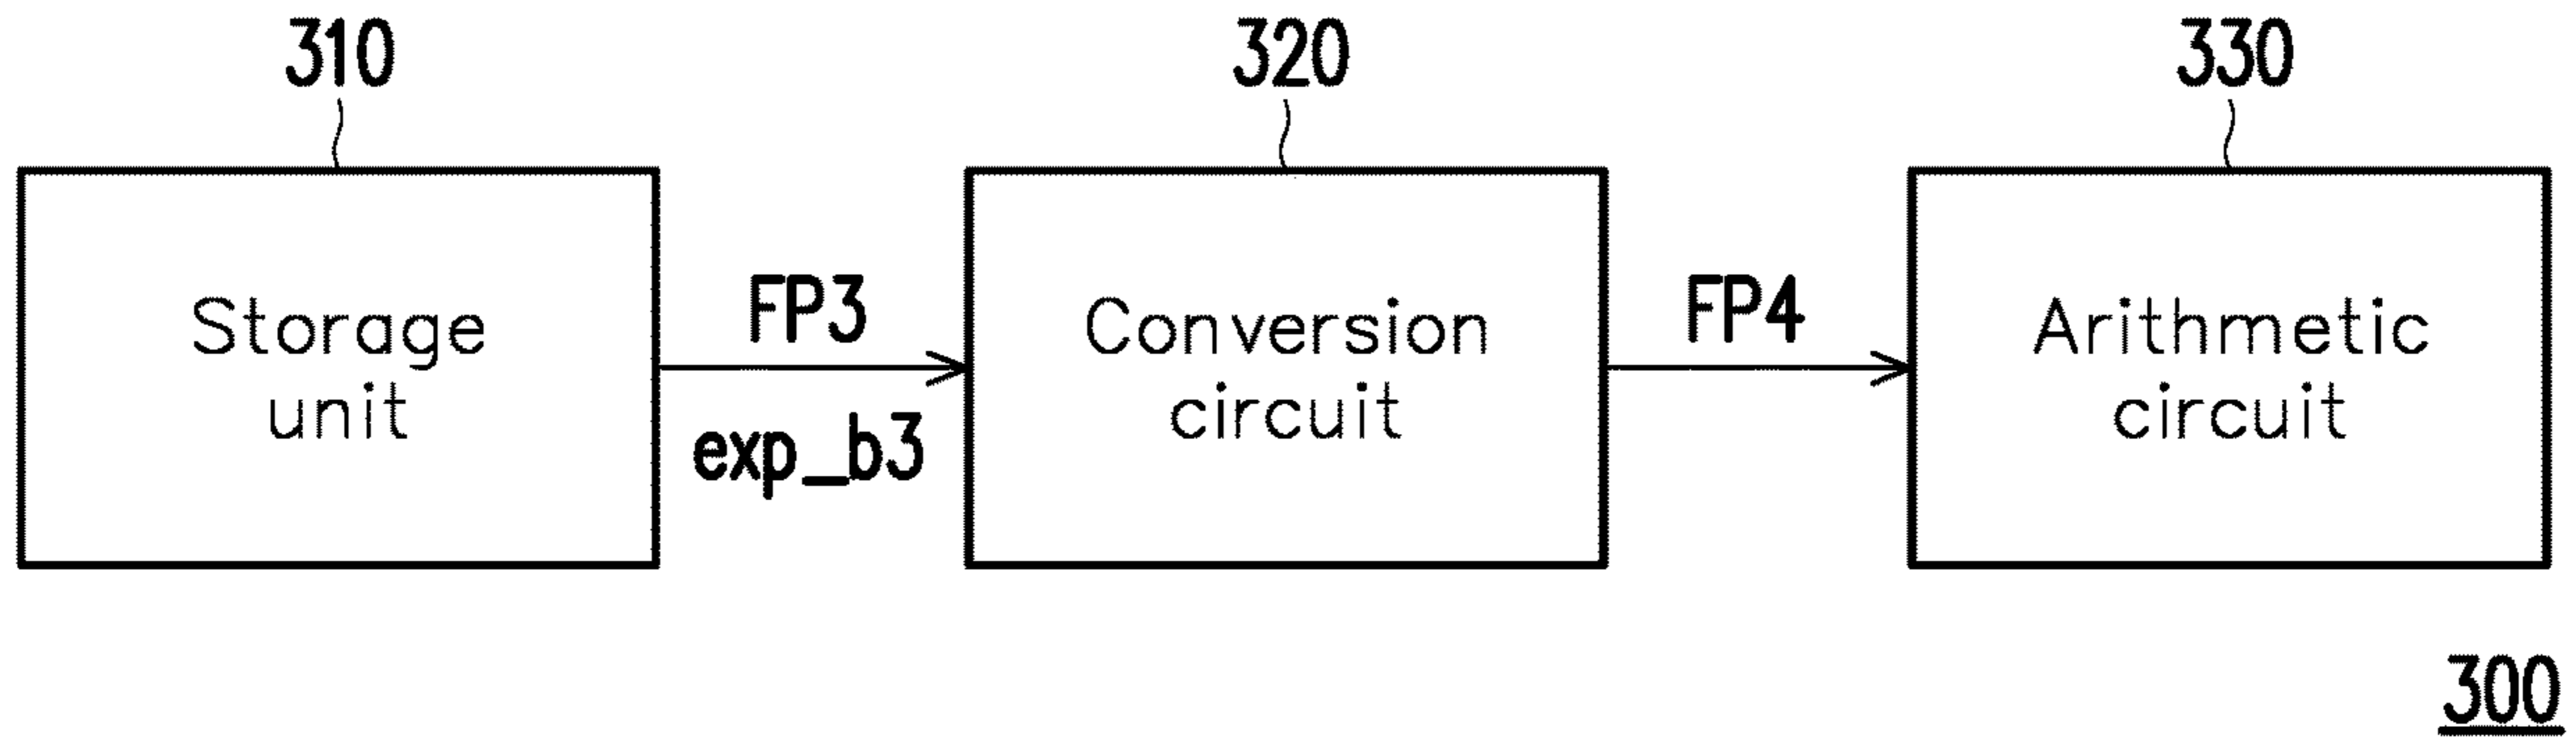 310
320
330
Storage
unit
FP3
exp_b3
Conversion
circuit
FP4
Arithmetic
circuit
300